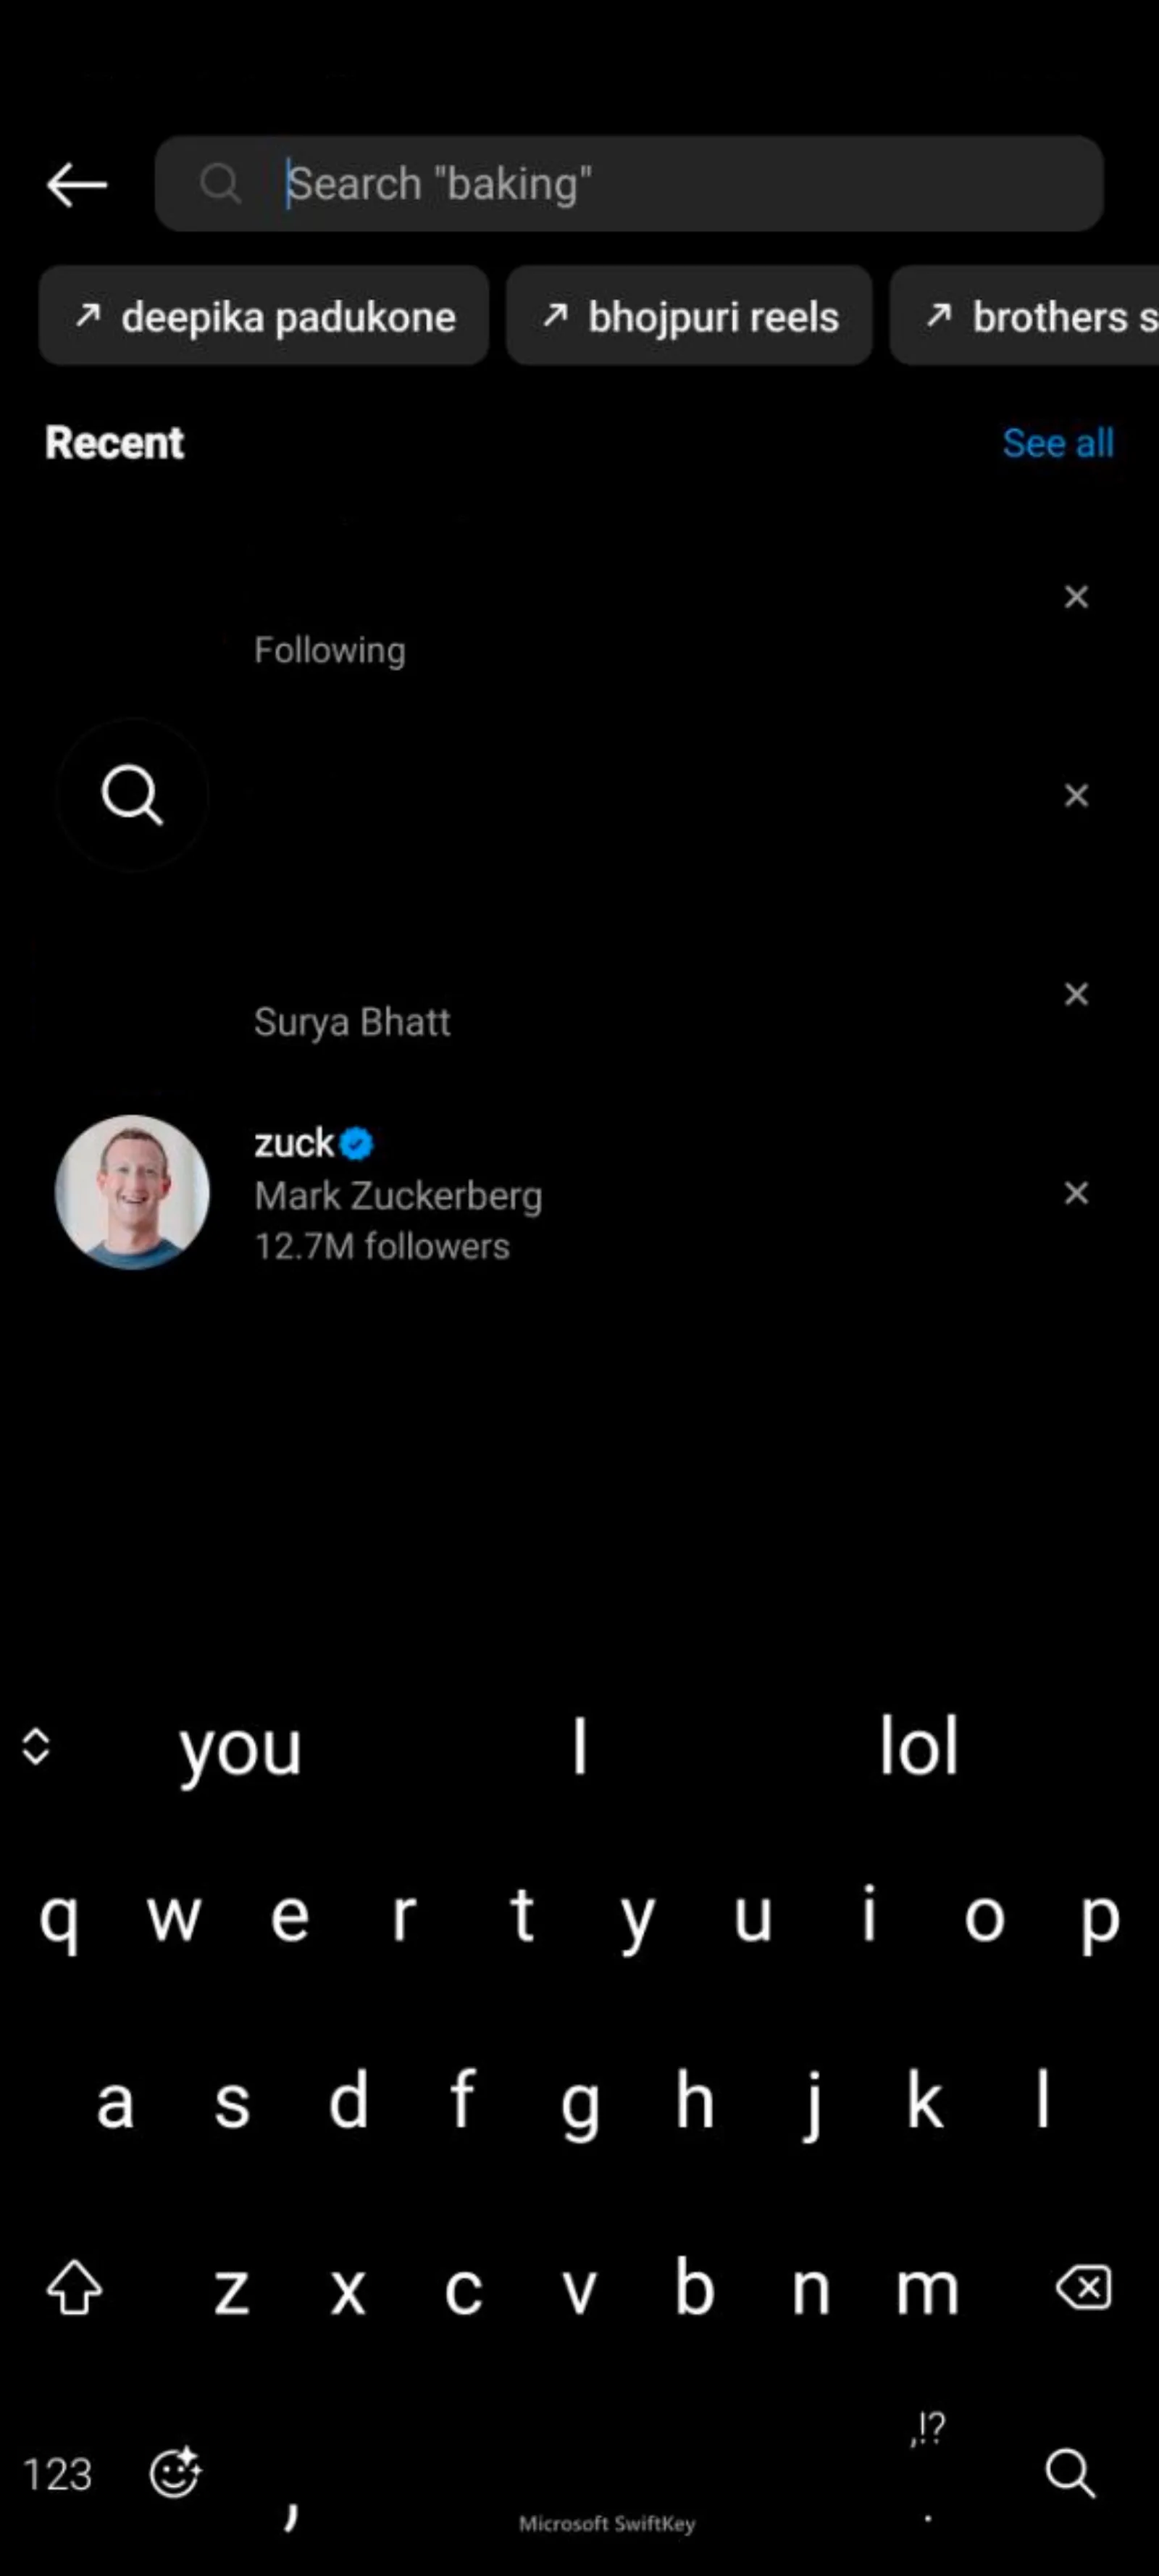 Search "baking"
deepika padukone
bhojpuri reels
brothers s
Recent
See all
Following
Surya Bhatt
zuck
Mark Zuckerberg
12.7M followers
you I lol
q w e r t y u i o p
a s d f g h j k l
z x c v b n m
,!?
123 , .
Microsoft SwiftKey